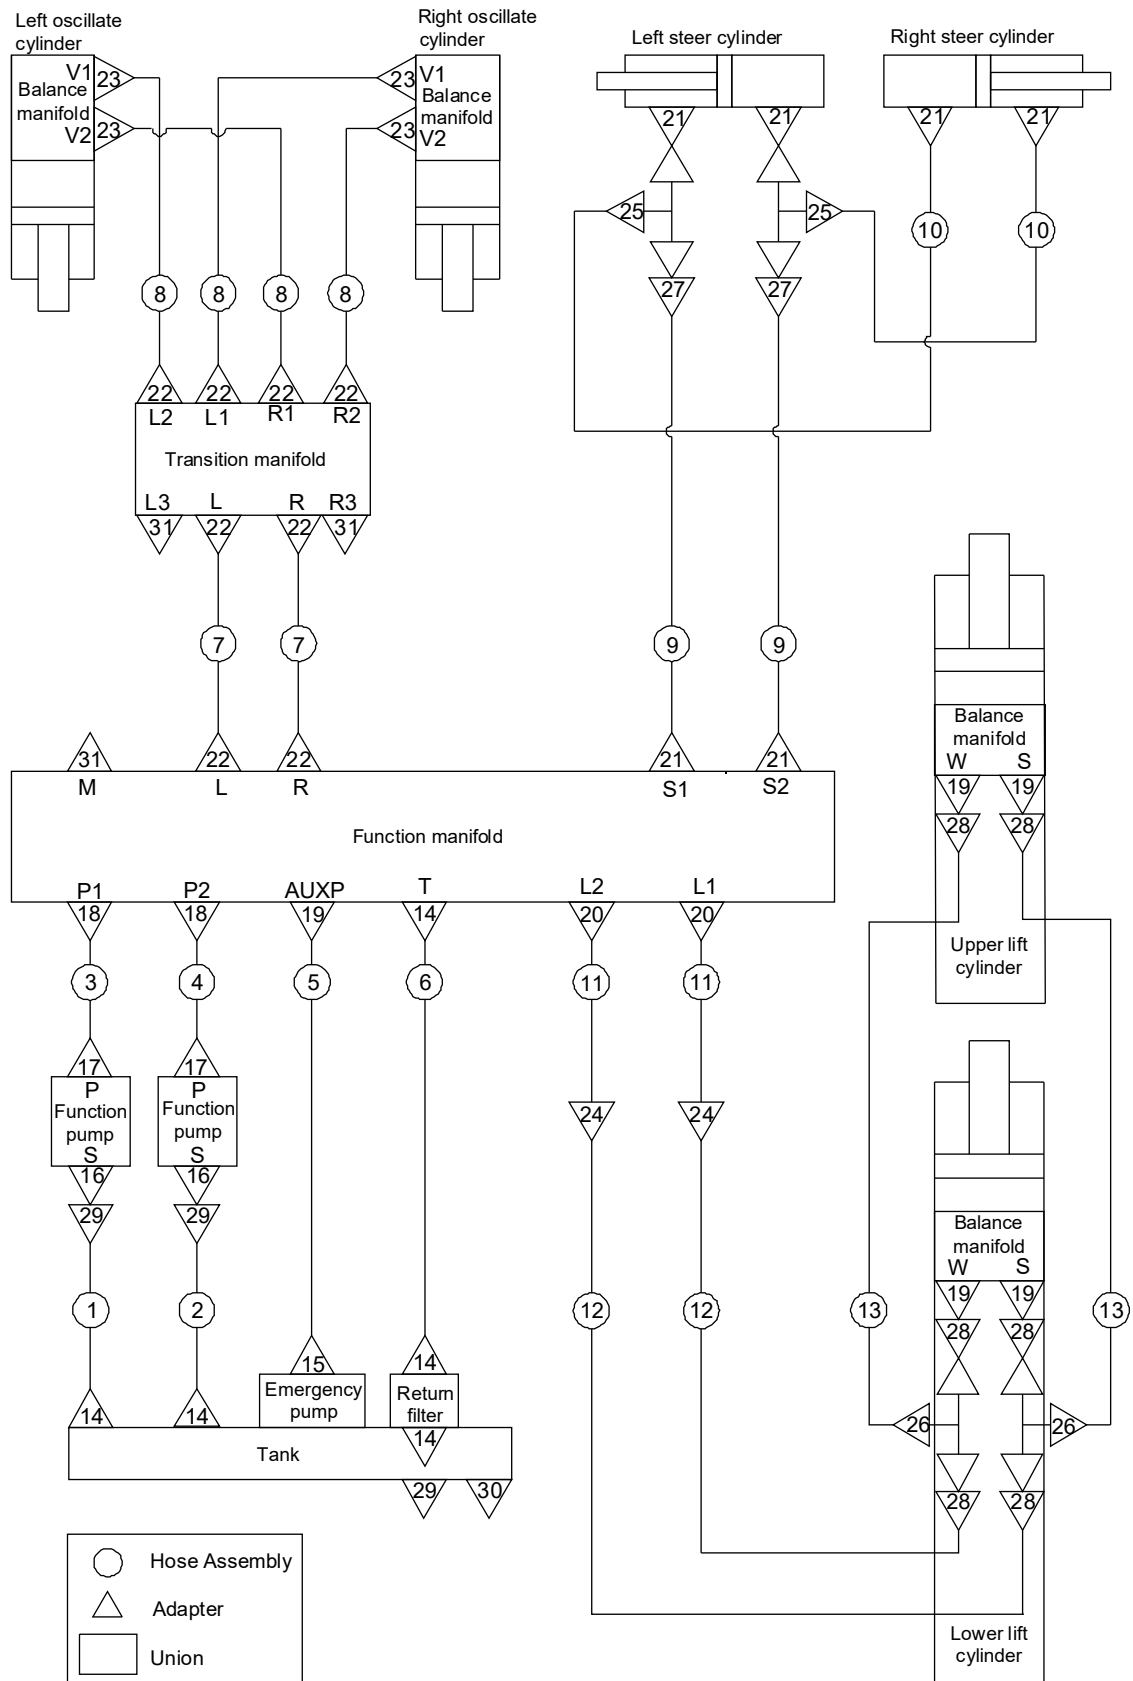 Left oscillate
cylinder
Right oscillate
cylinder
Left steer cylinder
Right steer cylinder
V1
23
Balance
manifold
V2
23
23
V1
Balance
manifold
23
V2
21
21
21
21
25
25
10
10
27
27
8
8
8
8
22
22
22
22
L2
L1
R1
R2
Transition manifold
L3
L
R
R3
31
22
22
31
7
7
9
9
31
22
22
21
21
M
L
R
S1
S2
Function manifold
P1
P2
AUXP
T
L2
L1
18
18
19
14
20
20
3
4
5
6
11
11
Balance
manifold
W
S
19
19
28
28
Upper lift
cylinder
17
17
P
Function
pump
S
P
Function
pump
S
16
16
29
29
24
24
1
2
12
12
13
13
Balance
manifold
W
S
19
19
28
28
26
26
28
28
15
14
14
14
Emergency
pump
Return
filter
14
Tank
29
30
Hose Assembly
Adapter
Union
Lower lift
cylinder